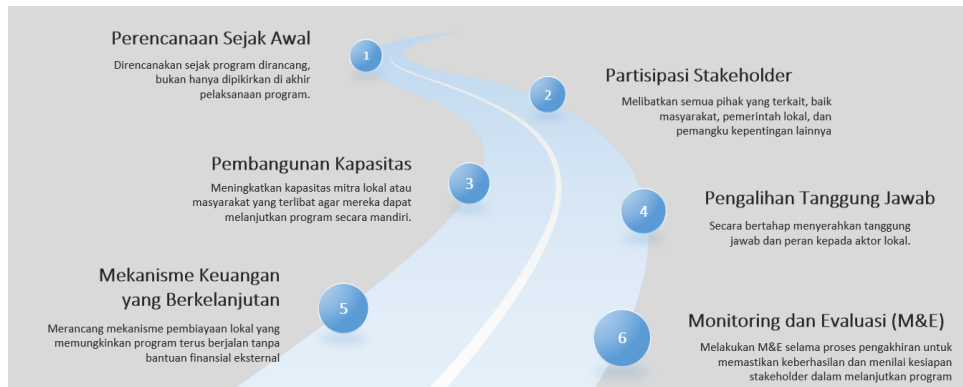 Perencanaan Sejak Awal
Direncanakan sejak program dirancang,
bukan hanya dipikirkan di akhir
pelaksanaan program.
1
Partisipasi Stakeholder
Melibatkan semua pihak yang terkait, baik
masyarakat, pemerintah lokal, dan
pemangku kepentingan lainnya
2
Pembangunan Kapasitas
Meningkatkan kapasitas mitra lokal atau
masyarakat yang terlibat agar mereka dapat
melanjutkan program secara mandiri.
3
Pengalihan Tanggung Jawab
Secara bertahap menyerahkan tanggung
jawab dan peran kepada aktor lokal.
4
Mekanisme Keuangan
yang Berkelanjutan
Merancang mekanisme pembiayaan lokal yang
memungkinkan program terus berjalan tanpa
bantuan finansial eksternal
5
Monitoring dan Evaluasi (M&E)
Melakukan M&E selama proses pengakhiran untuk
memastikan keberhasilan dan menilai kesiapan
stakeholder dalam melanjutkan program
6